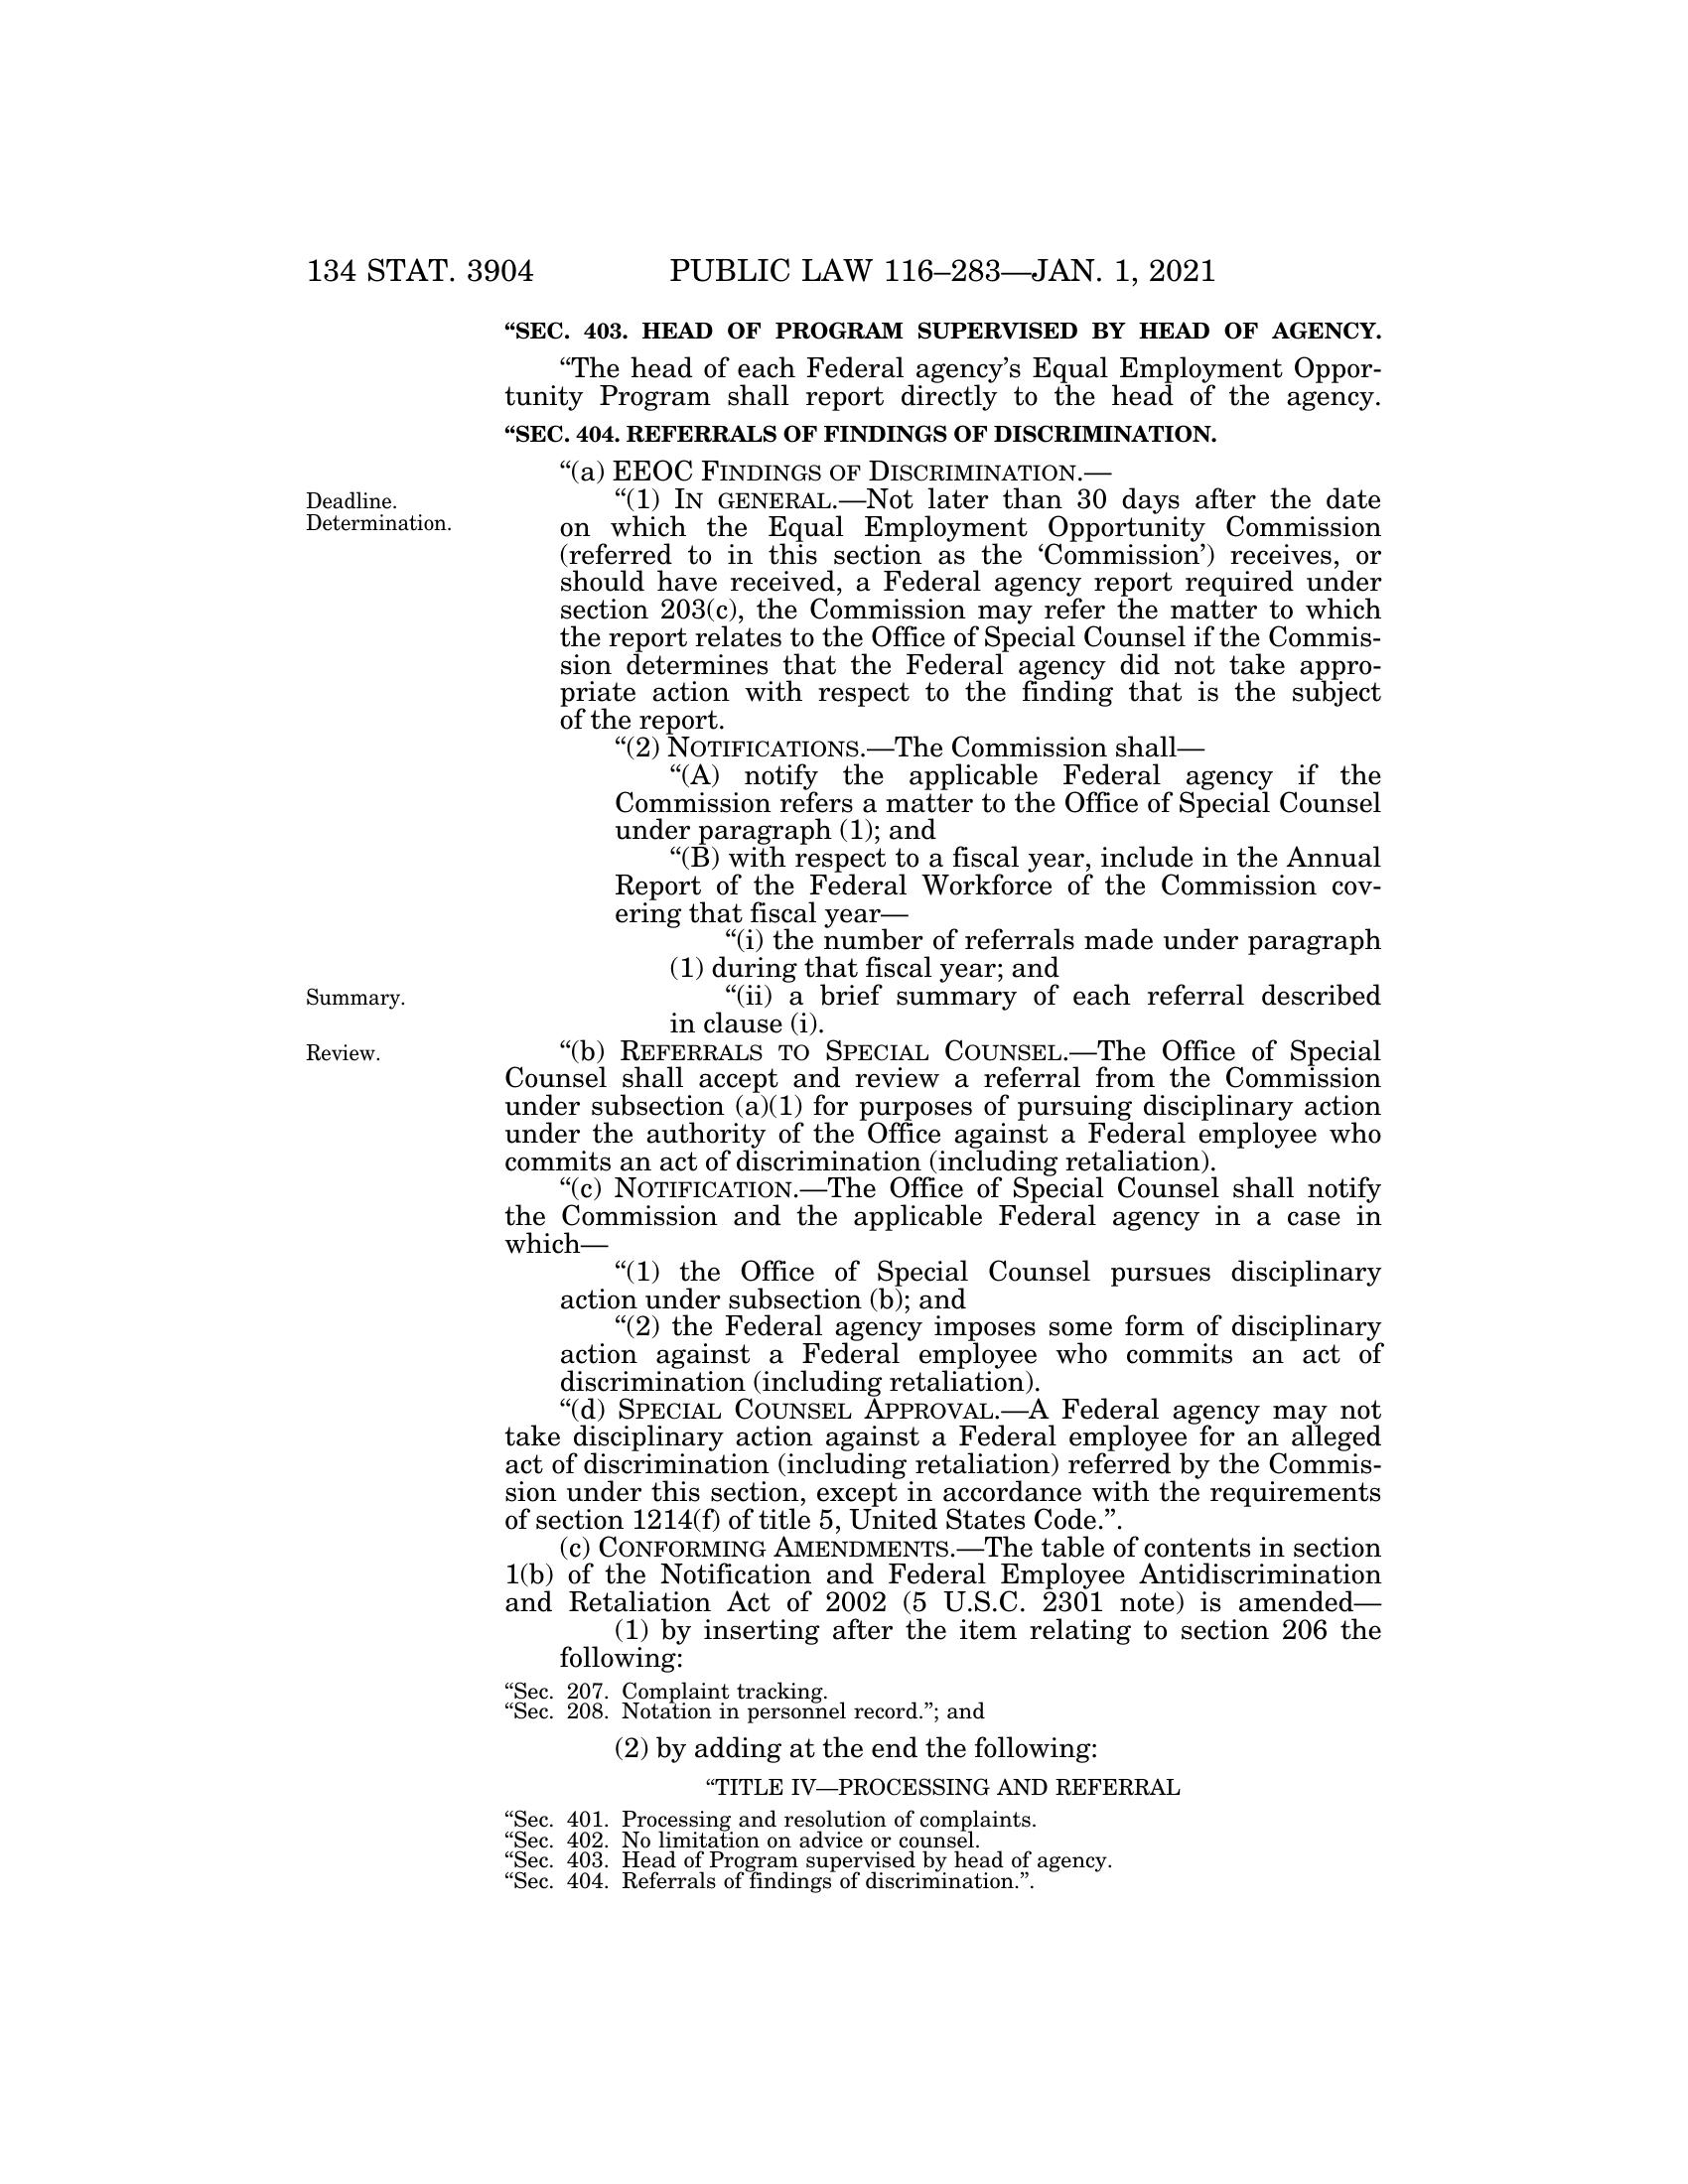 134 STAT. 3904 PUBLIC LAW 116–283—JAN. 1, 2021
“SEC. 403. HEAD OF PROGRAM SUPERVISED BY HEAD OF AGENCY.
“The head of each Federal agency’s Equal Employment Oppor-
tunity Program shall report directly to the head of the agency.
“SEC. 404. REFERRALS OF FINDINGS OF DISCRIMINATION.
“(a) EEOC FINDINGS OF DISCRIMINATION.—
Deadline.
Determination.
“(1) IN GENERAL.—Not later than 30 days after the date
on which the Equal Employment Opportunity Commission
(referred to in this section as the ‘Commission’) receives, or
should have received, a Federal agency report required under
section 203(c), the Commission may refer the matter to which
the report relates to the Office of Special Counsel if the Commis-
sion determines that the Federal agency did not take appro-
priate action with respect to the finding that is the subject
of the report.
“(2) NOTIFICATIONS.—The Commission shall—
“(A) notify the applicable Federal agency if the
Commission refers a matter to the Office of Special Counsel
under paragraph (1); and
“(B) with respect to a fiscal year, include in the Annual
Report of the Federal Workforce of the Commission cov-
ering that fiscal year—
“(i) the number of referrals made under paragraph
(1) during that fiscal year; and
Summary.
“(ii) a brief summary of each referral described
in clause (i).
Review.
“(b) REFERRALS TO SPECIAL COUNSEL.—The Office of Special
Counsel shall accept and review a referral from the Commission
under subsection (a)(1) for purposes of pursuing disciplinary action
under the authority of the Office against a Federal employee who
commits an act of discrimination (including retaliation).
“(c) NOTIFICATION.—The Office of Special Counsel shall notify
the Commission and the applicable Federal agency in a case in
which—
“(1) the Office of Special Counsel pursues disciplinary
action under subsection (b); and
“(2) the Federal agency imposes some form of disciplinary
action against a Federal employee who commits an act of
discrimination (including retaliation).
“(d) SPECIAL COUNSEL APPROVAL.—A Federal agency may not
take disciplinary action against a Federal employee for an alleged
act of discrimination (including retaliation) referred by the Commis-
sion under this section, except in accordance with the requirements
of section 1214(f) of title 5, United States Code.”.
(c) CONFORMING AMENDMENTS.—The table of contents in section
1(b) of the Notification and Federal Employee Antidiscrimination
and Retaliation Act of 2002 (5 U.S.C. 2301 note) is amended—
(1) by inserting after the item relating to section 206 the
following:
“Sec. 207. Complaint tracking.
“Sec. 208. Notation in personnel record.”; and
(2) by adding at the end the following:
“TITLE IV—PROCESSING AND REFERRAL
“Sec. 401. Processing and resolution of complaints.
“Sec. 402. No limitation on advice or counsel.
“Sec. 403. Head of Program supervised by head of agency.
“Sec. 404. Referrals of findings of discrimination.”.